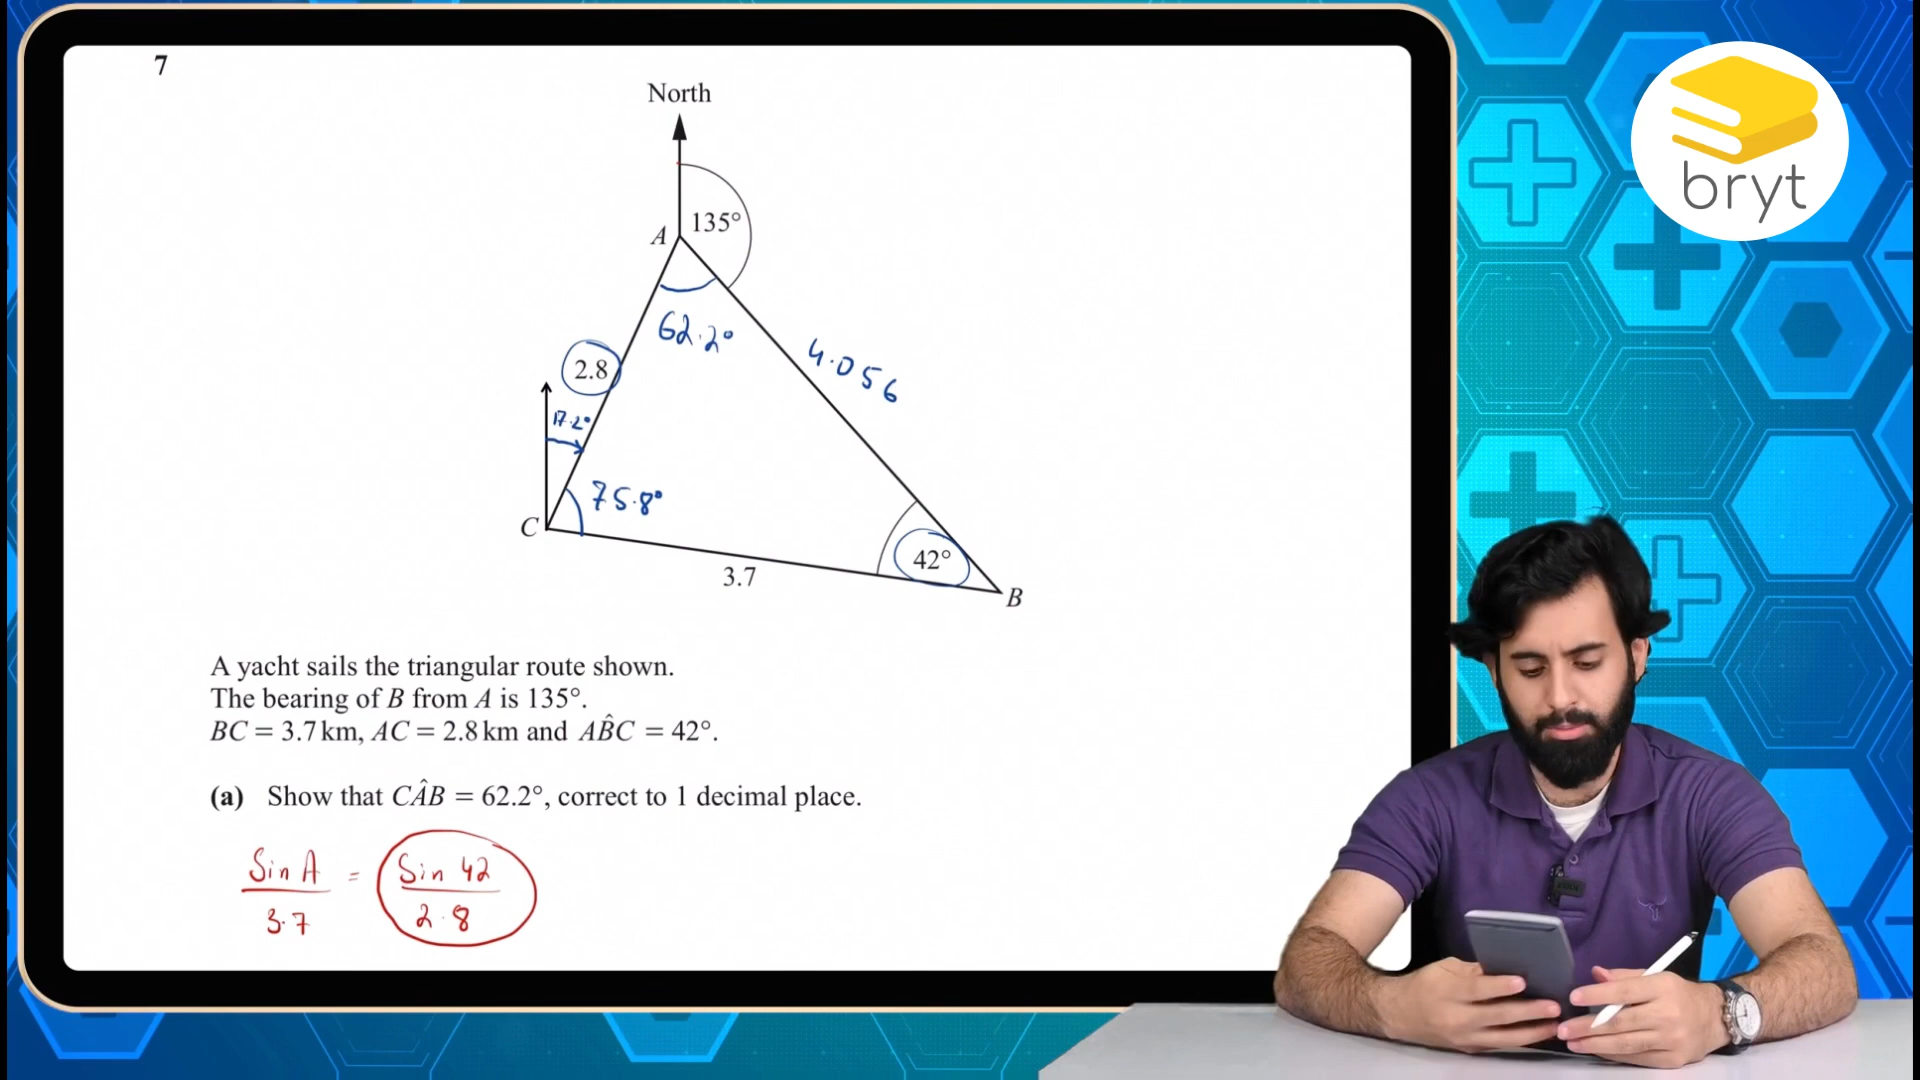 7
North
135°
A
62.2°
2.8
4.056
17.2°
75.8°
C
42°
3.7
B
A yacht sails the triangular route shown.
The bearing of B from A is 135°.
BC = 3.7 km, AC = 2.8 km and AB̂C = 42°.
(a) Show that CÂB = 62.2°, correct to 1 decimal place.
Sin A = Sin 42
3.7 2.8
bryt